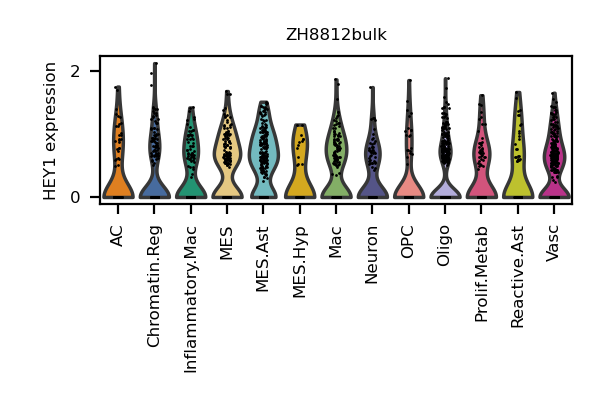 ZH8812bulk
HEY1 expression
2
0
AC
Chromatin.Reg
Inflammatory.Mac
MES
MES.Ast
MES.Hyp
Mac
Neuron
OPC
Oligo
Prolif.Metab
Reactive.Ast
Vasc